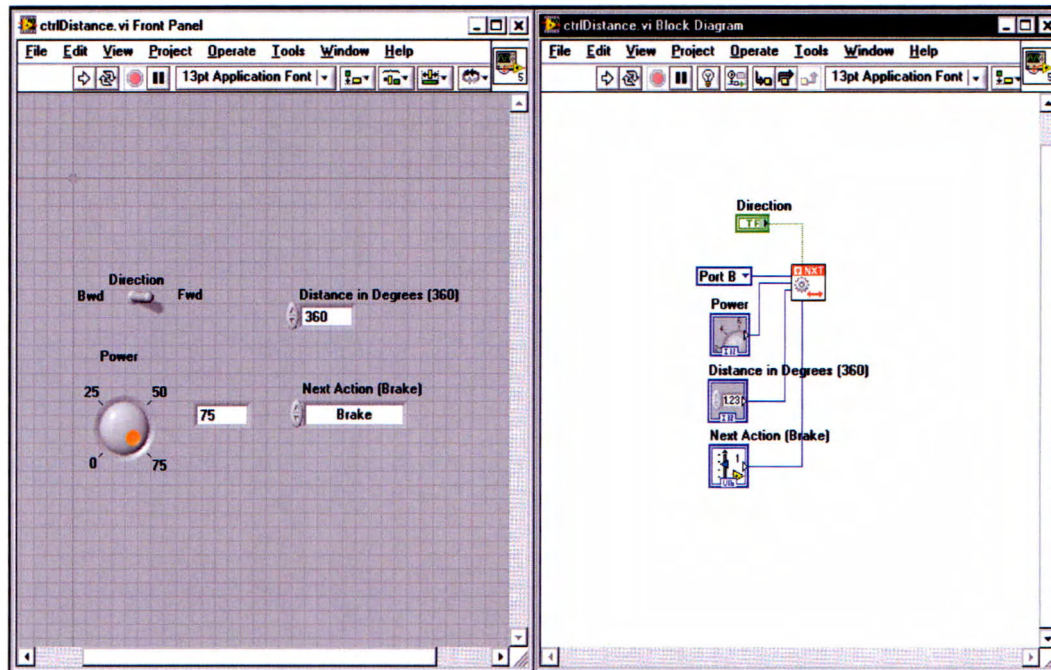 ctrlDistance.vi Front Panel
File Edit View Project Operate Tools Window Help
13pt Application Font
5
Direction
Bwd Fwd
Distance in Degrees (360)
360
Power
25 50
0 75
75
Next Action (Brake)
Brake
ctrlDistance.vi Block Diagram
File Edit View Project Operate Tools Window Help
13pt Application Font
5
Direction
TF
Port B
NXT
Power
Distance in Degrees (360)
1.23
Next Action (Brake)
1